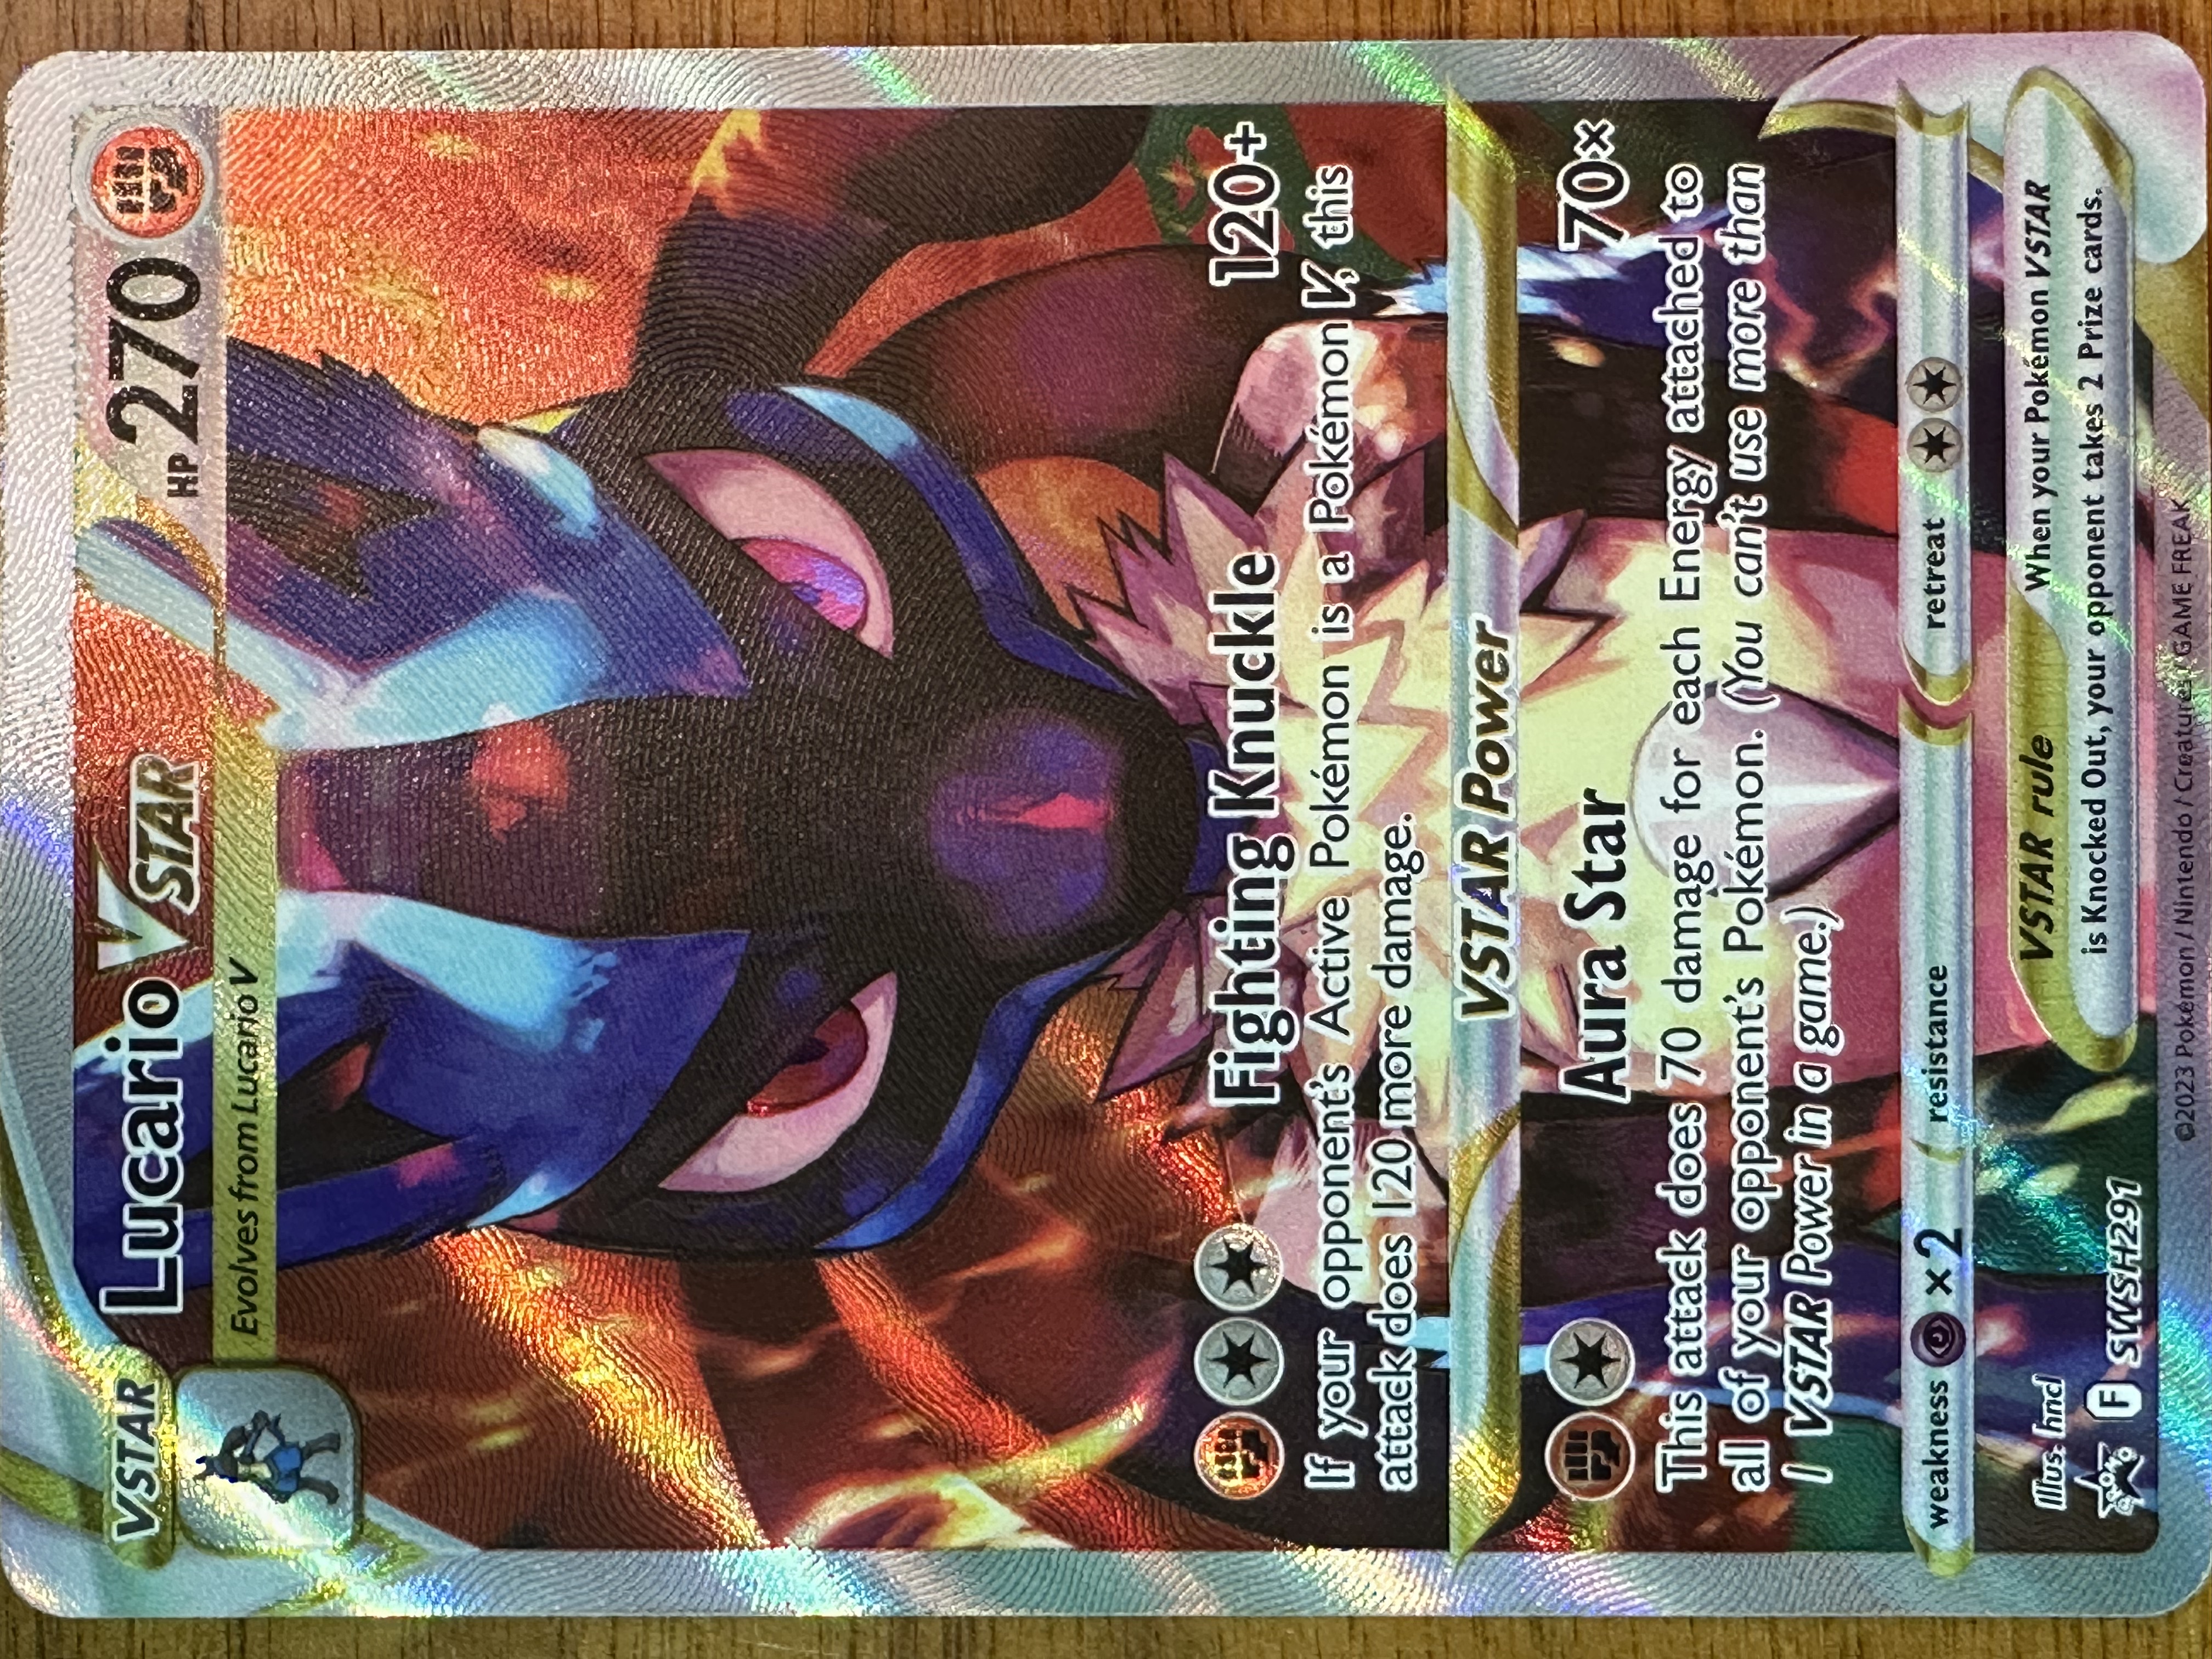 VSTAR
Lucario VSTAR
HP 270
Evolves from Lucario V
Fighting Knuckle 120+
If your opponent's Active Pokémon is a Pokémon V, this
attack does 120 more damage.
VSTAR Power
Aura Star 70×
This attack does 70 damage for each Energy attached to
all of your opponent's Pokémon. (You can't use more than
1 VSTAR Power in a game.)
weakness ×2 resistance retreat
Illus. hncl
VSTAR rule When your Pokémon VSTAR
is Knocked Out, your opponent takes 2 Prize cards.
PROMO F SWSH291
©2023 Pokémon / Nintendo / Creatures / GAME FREAK